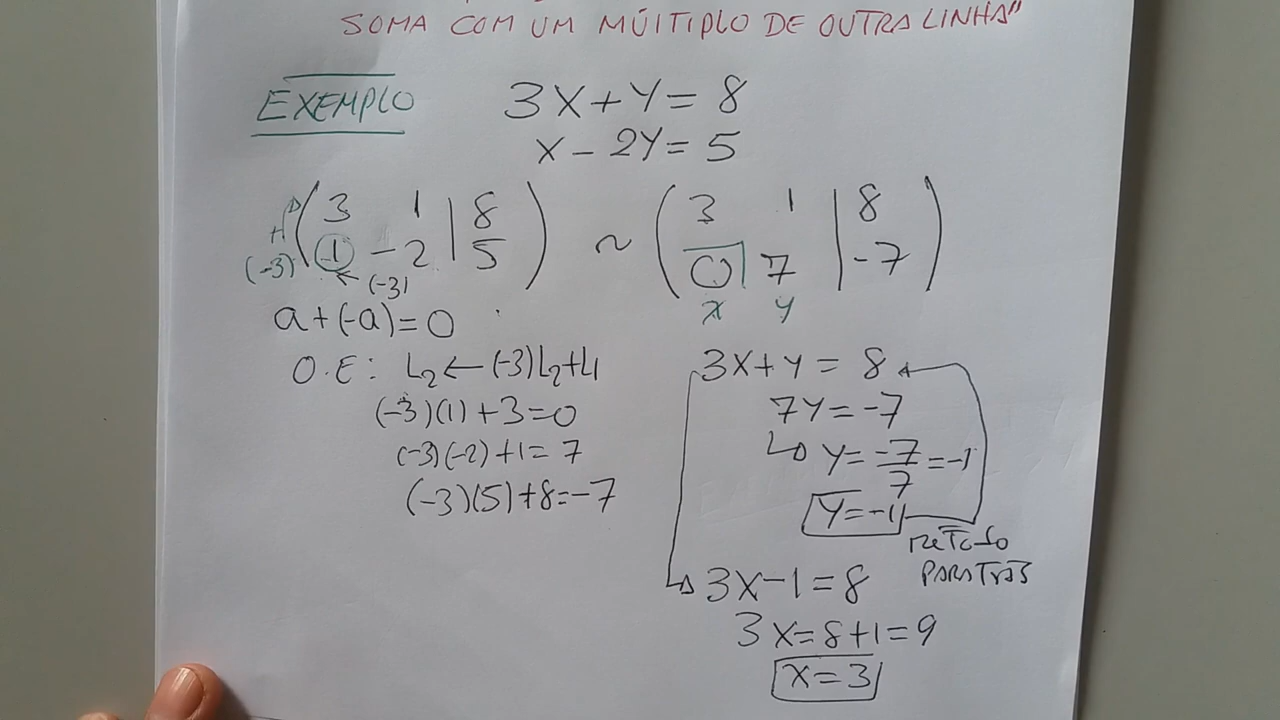 SOMA COM UM MÚTIPLO DE OUTRA LINHA"
EXEMPLO
3X + Y = 8
X - 2Y = 5
( 3 1 | 8 )
(-3) ( -1 -2 | 5 )
← (-3)
~
( 3 1 | 8 )
( 0 7 | -7 )
X Y
a + (-a) = 0
O.E: L2 ← (-3)L2 + L1
(-3)(1) + 3 = 0
(-3)(-2) + 1 = 7
(-3)(5) + 8 = -7
3X + Y = 8
7Y = -7
Y = -7/7 = -1
Y = -1
RETOSO
PARA TRÁS
3X - 1 = 8
3X = 8 + 1 = 9
X = 3